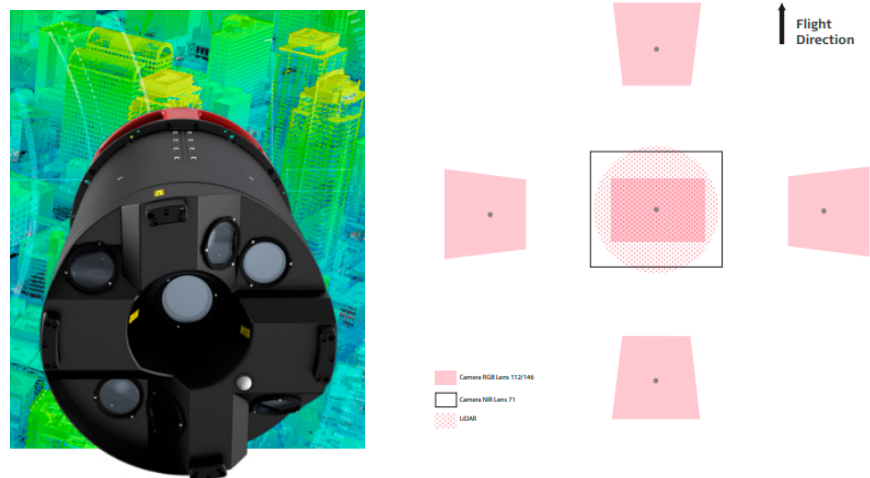 Flight
Direction
Camera RGB Lens 112/146
Camera NIR Lens 71
LiDAR